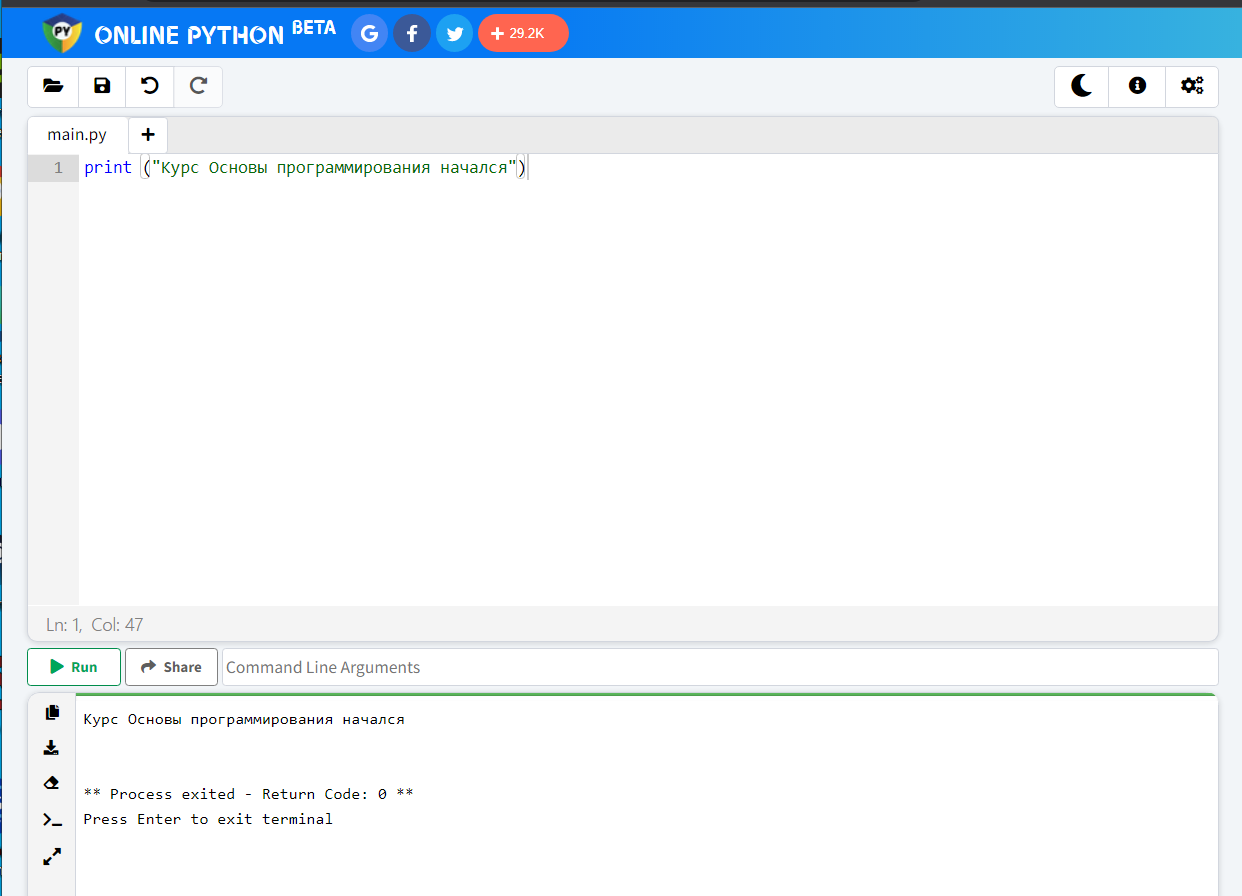 PY ONLINE PYTHON BETA G f 29.2K
main.py +
1 print ("Курс Основы программирования начался")
Ln: 1, Col: 47
Run Share Command Line Arguments
Курс Основы программирования начался
** Process exited - Return Code: 0 **
Press Enter to exit terminal